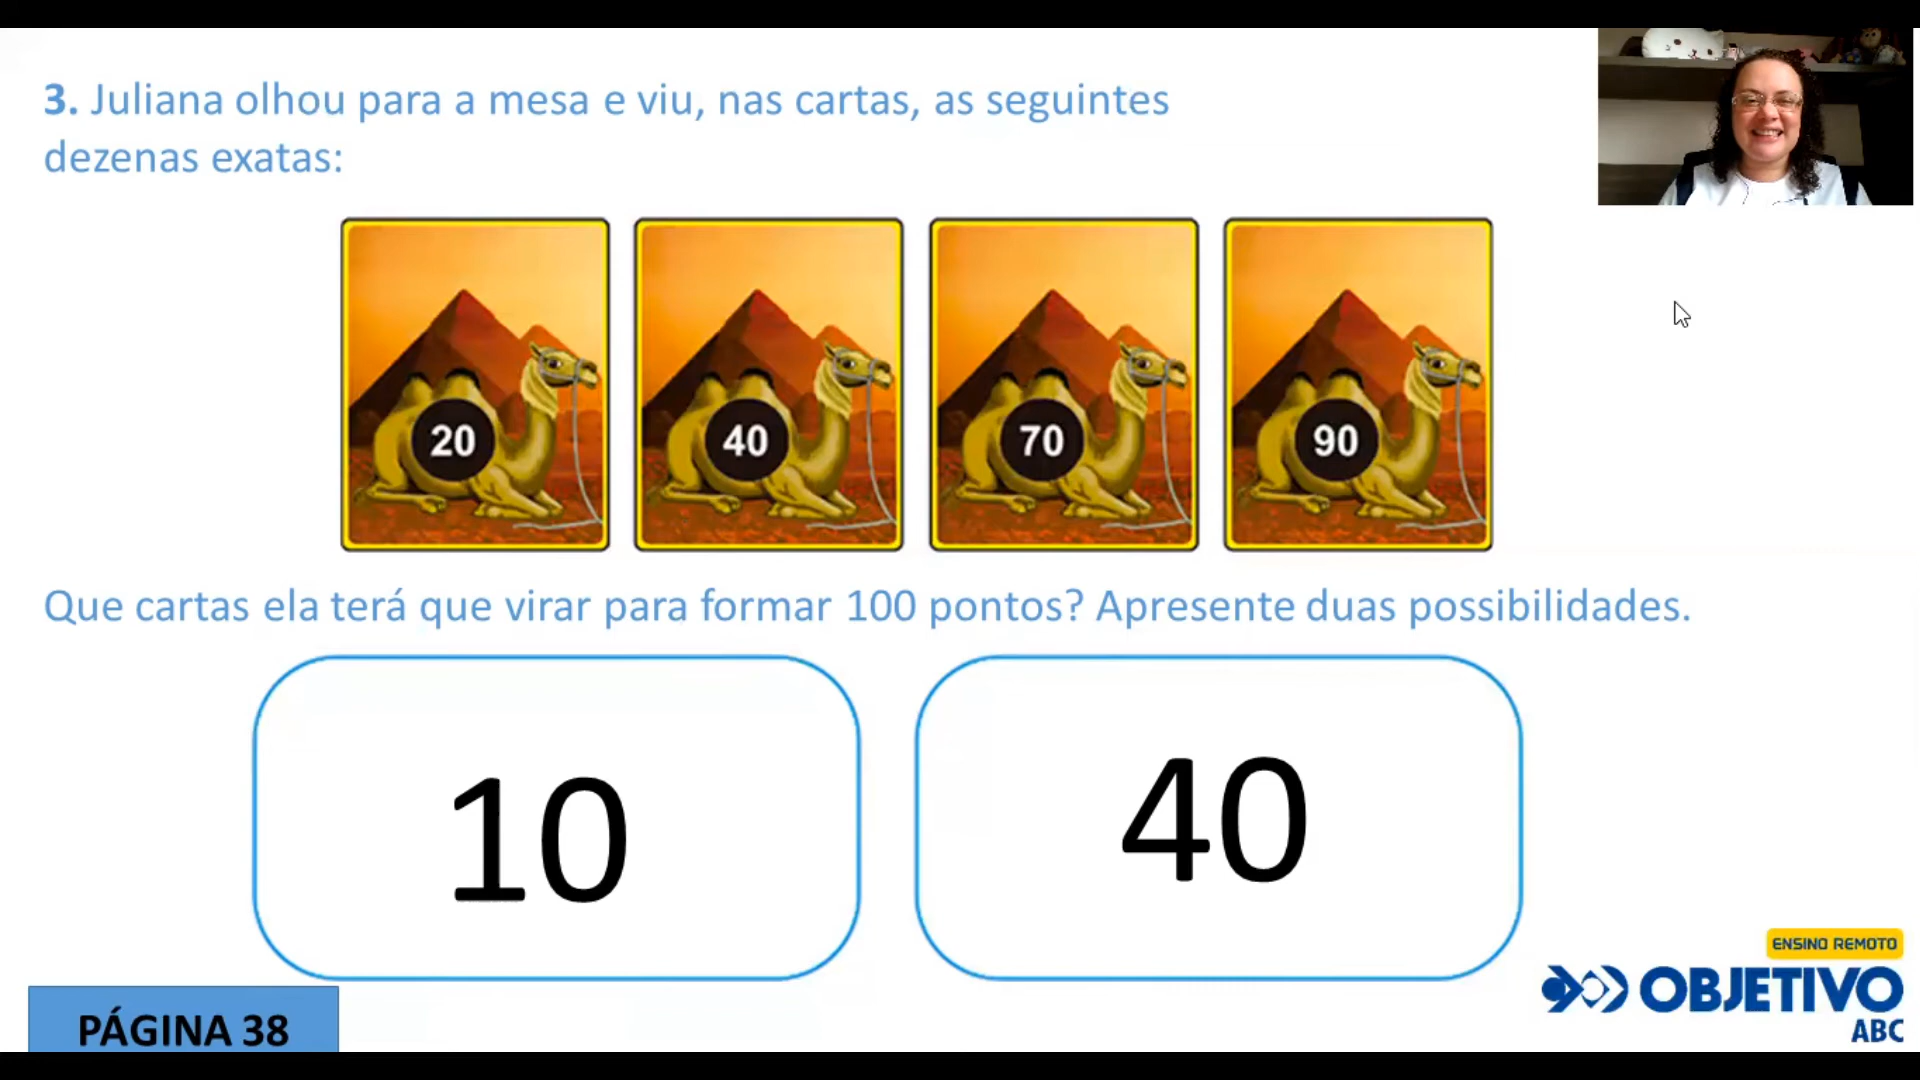 3. Juliana olhou para a mesa e viu, nas cartas, as seguintes
dezenas exatas:
20
40
70
90
Que cartas ela terá que virar para formar 100 pontos? Apresente duas possibilidades.
10
40
ENSINO REMOTO
OBJETIVO
ABC
PÁGINA 38